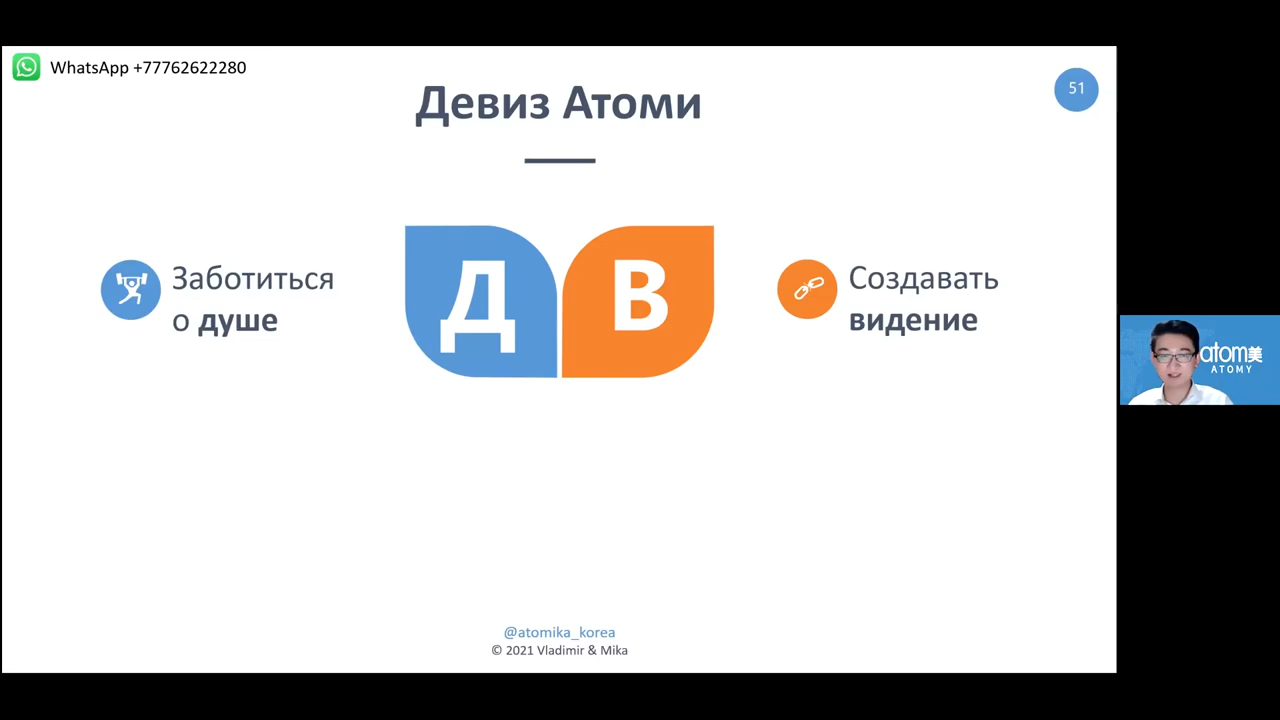 WhatsApp +77762622280
51
Девиз Атоми
Заботиться
о душе
Д В
Создавать
видение
atom美
ATOMY
@atomika_korea
© 2021 Vladimir & Mika